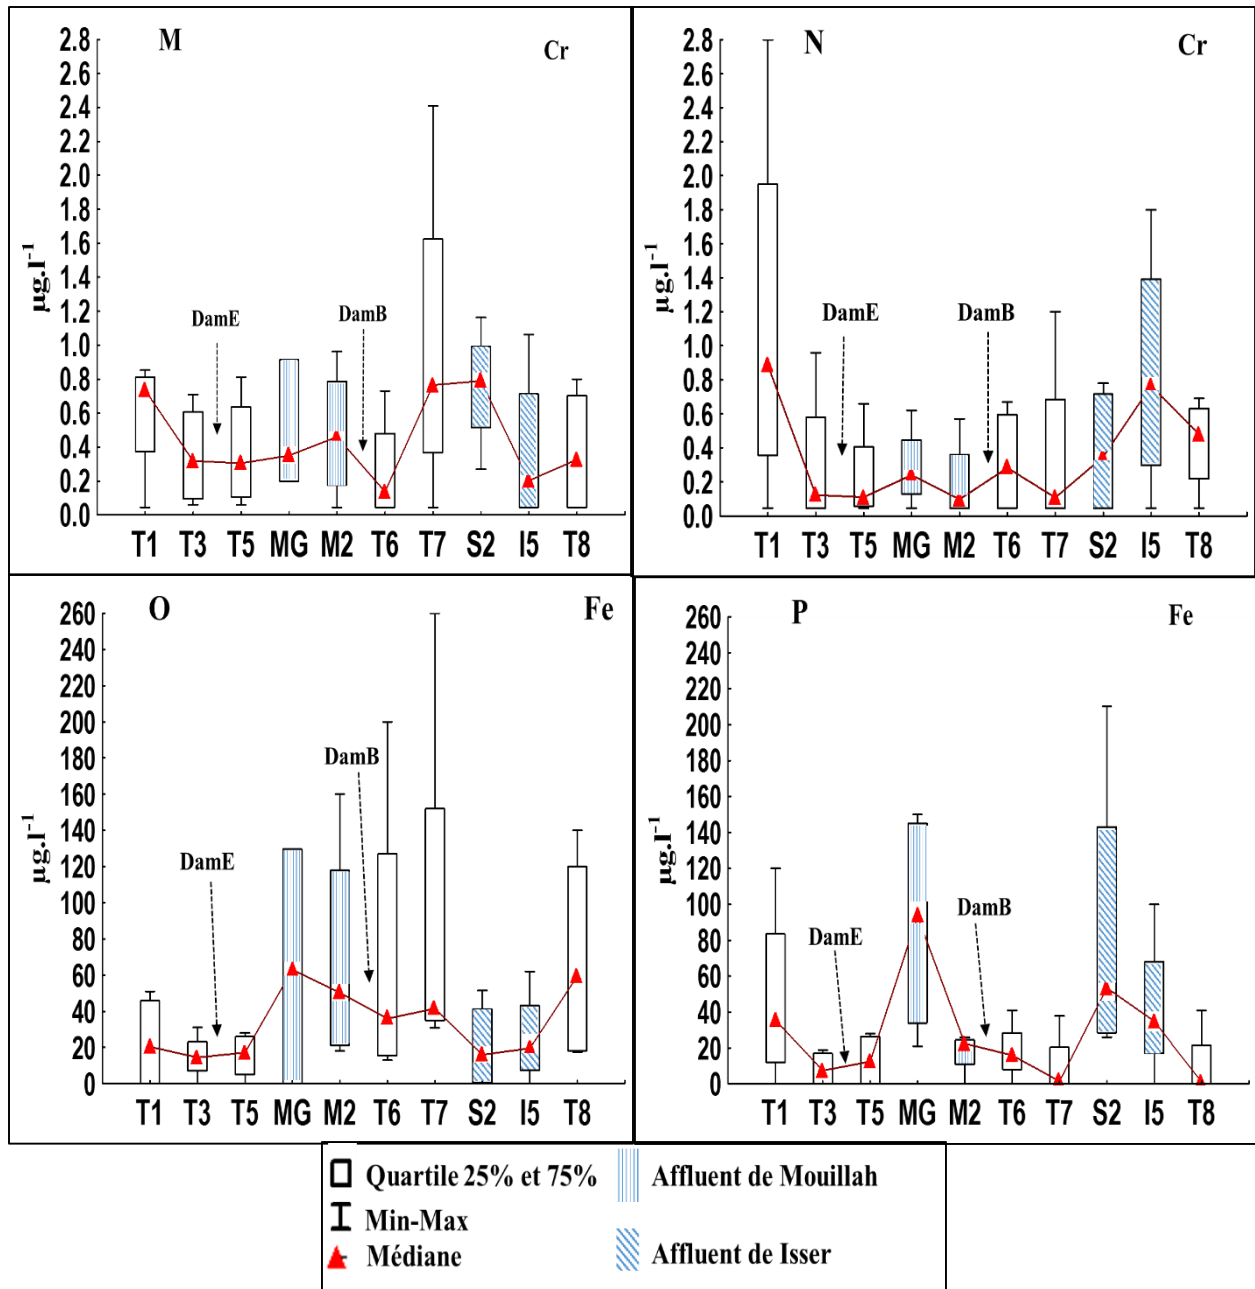 M
Cr
2.8
2.6
2.4
2.2
2.0
1.8
1.6
1.4
1.2
1.0
0.8
0.6
0.4
0.2
0.0
µg.l⁻¹
DamE
DamB
T1 T3 T5 MG M2 T6 T7 S2 I5 T8
N
Cr
2.8
2.6
2.4
2.2
2.0
1.8
1.6
1.4
1.2
1.0
0.8
0.6
0.4
0.2
0.0
µg.l⁻¹
DamE
DamB
T1 T3 T5 MG M2 T6 T7 S2 I5 T8
O
Fe
260
240
220
200
180
160
140
120
100
80
60
40
20
0
µg.l⁻¹
DamE
DamB
T1 T3 T5 MG M2 T6 T7 S2 I5 T8
P
Fe
260
240
220
200
180
160
140
120
100
80
60
40
20
0
µg.l⁻¹
DamE
DamB
T1 T3 T5 MG M2 T6 T7 S2 I5 T8
Quartile 25% et 75%
Min-Max
Médiane
Affluent de Mouillah
Affluent de Isser